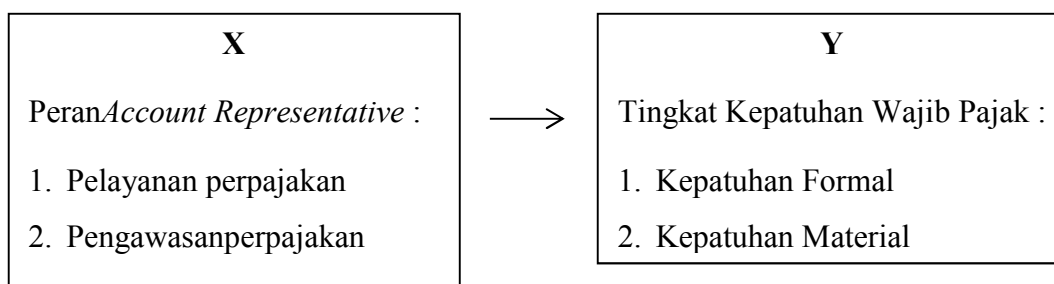 X
PeranAccount Representative :
1. Pelayanan perpajakan
2. Pengawasanperpajakan
Y
Tingkat Kepatuhan Wajib Pajak :
1. Kepatuhan Formal
2. Kepatuhan Material